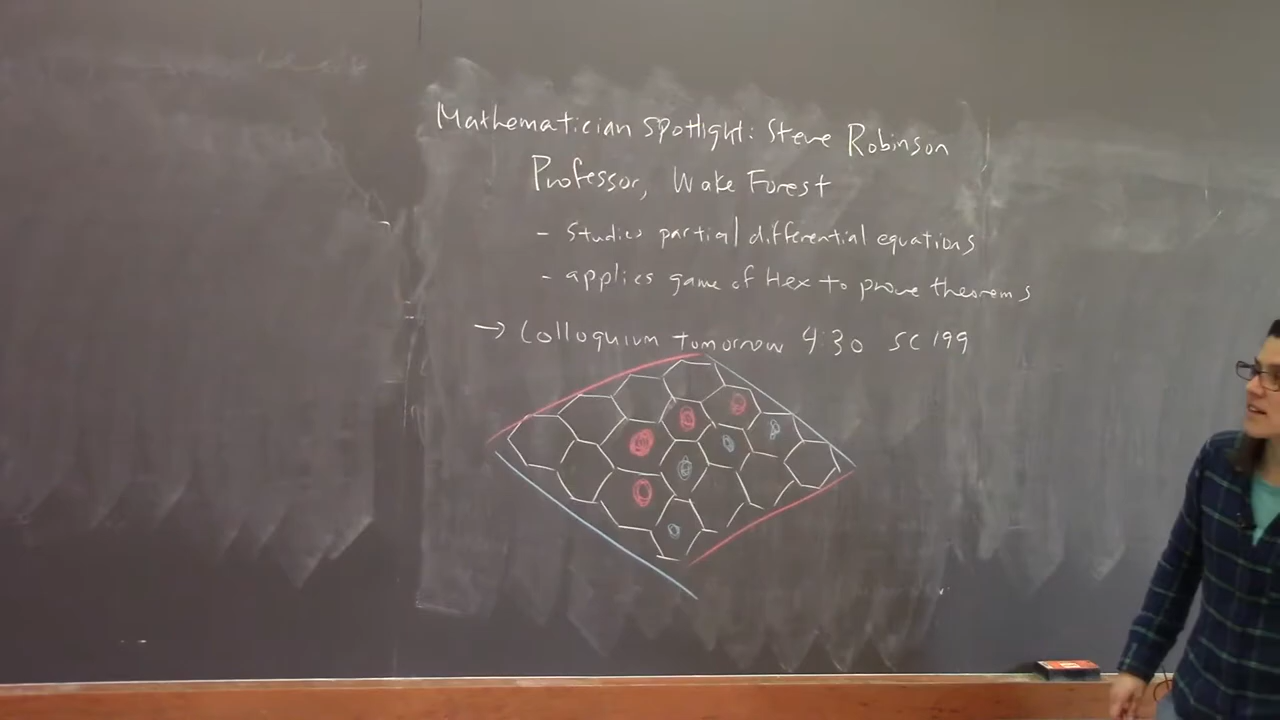 Mathematician Spotlight: Steve Robinson
Professor, Wake Forest
- Studies partial differential equations
- applies game of Hex to prove theorems
→ Colloquium tomorrow 4:30 SC 199